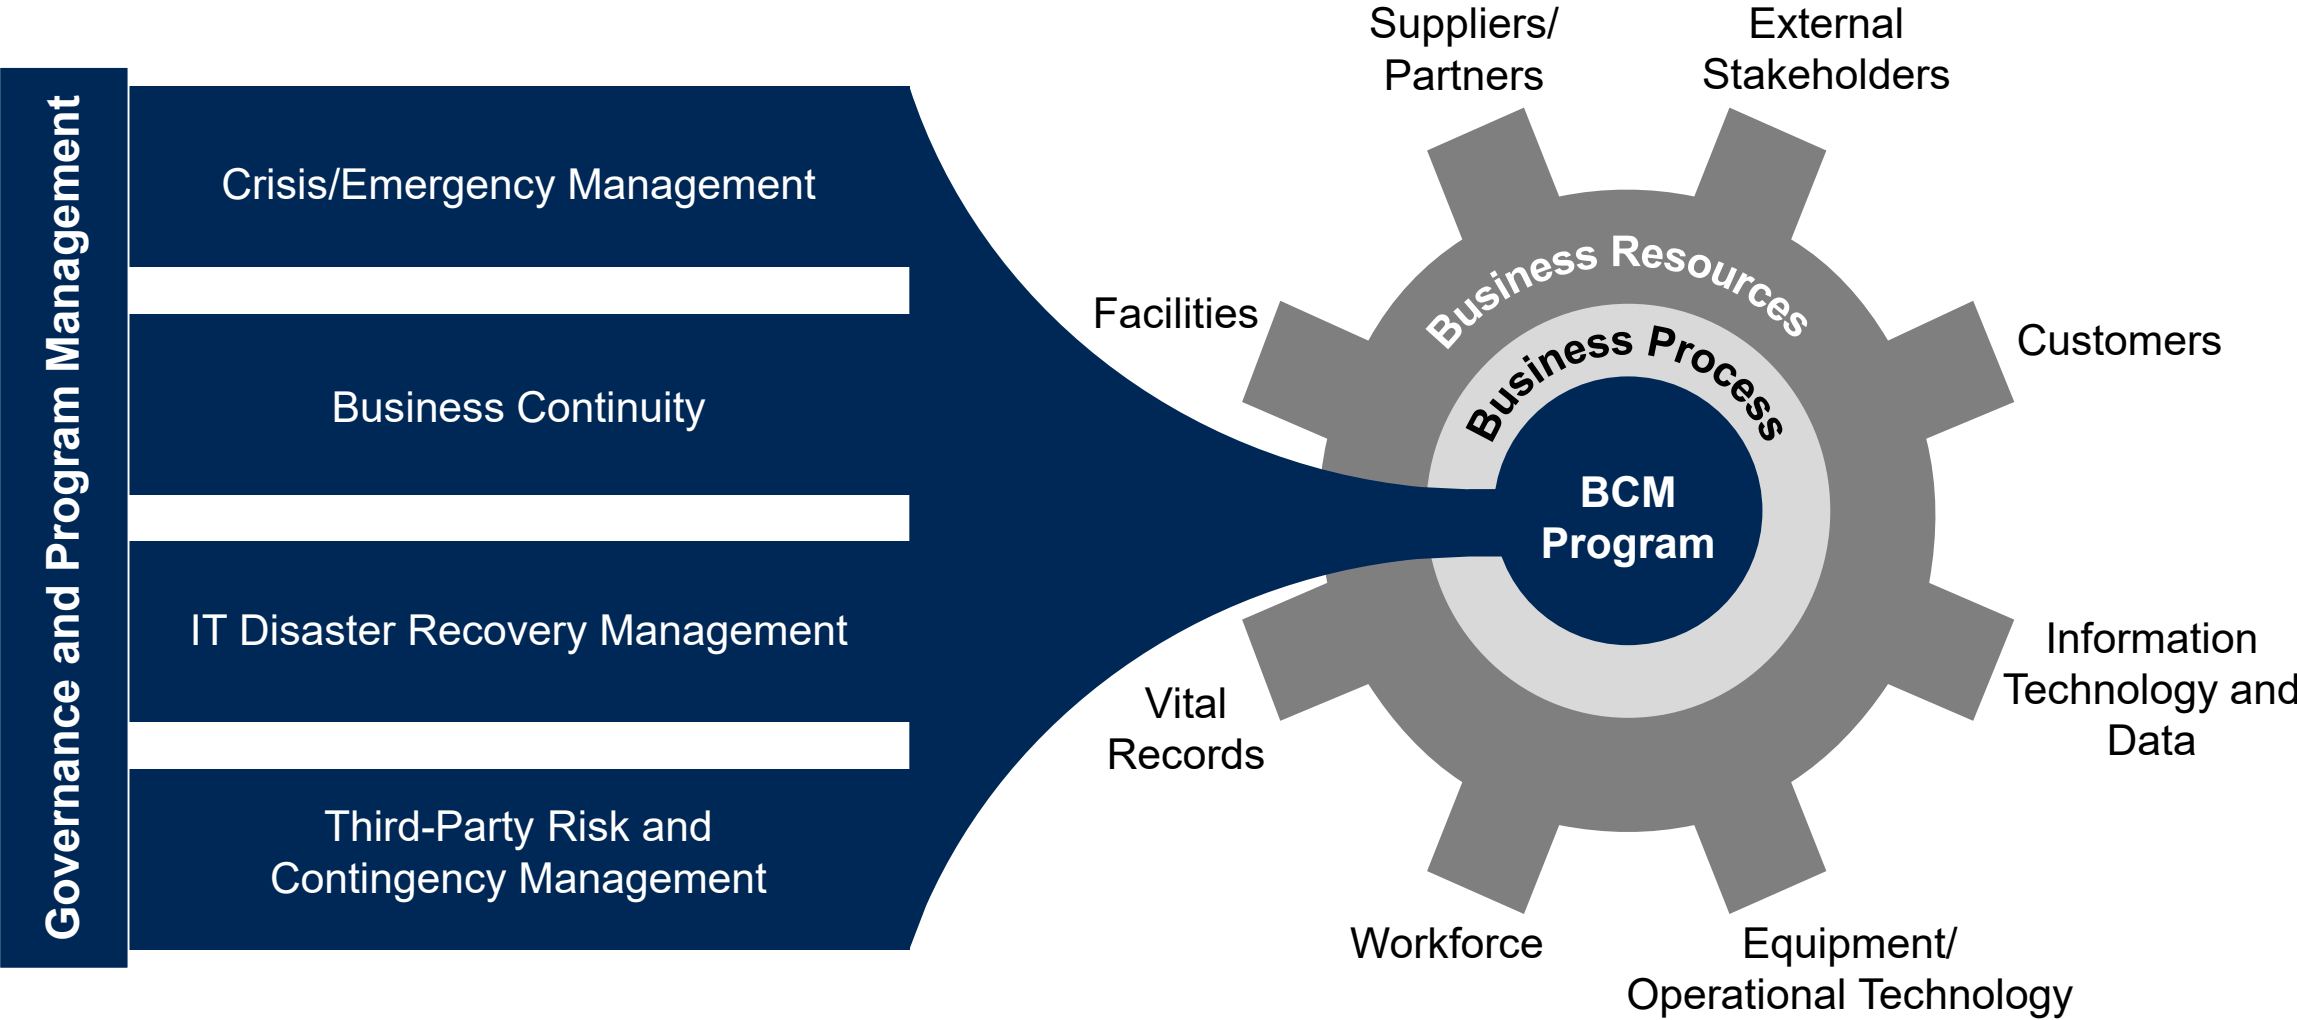 Governance and Program Management
Crisis/Emergency Management
Business Continuity
IT Disaster Recovery Management
Third-Party Risk and
Contingency Management
Suppliers/
Partners
External
Stakeholders
Facilities
Customers
Business Resources
Business Process
BCM
Program
Information
Technology and
Data
Vital
Records
Workforce
Equipment/
Operational Technology